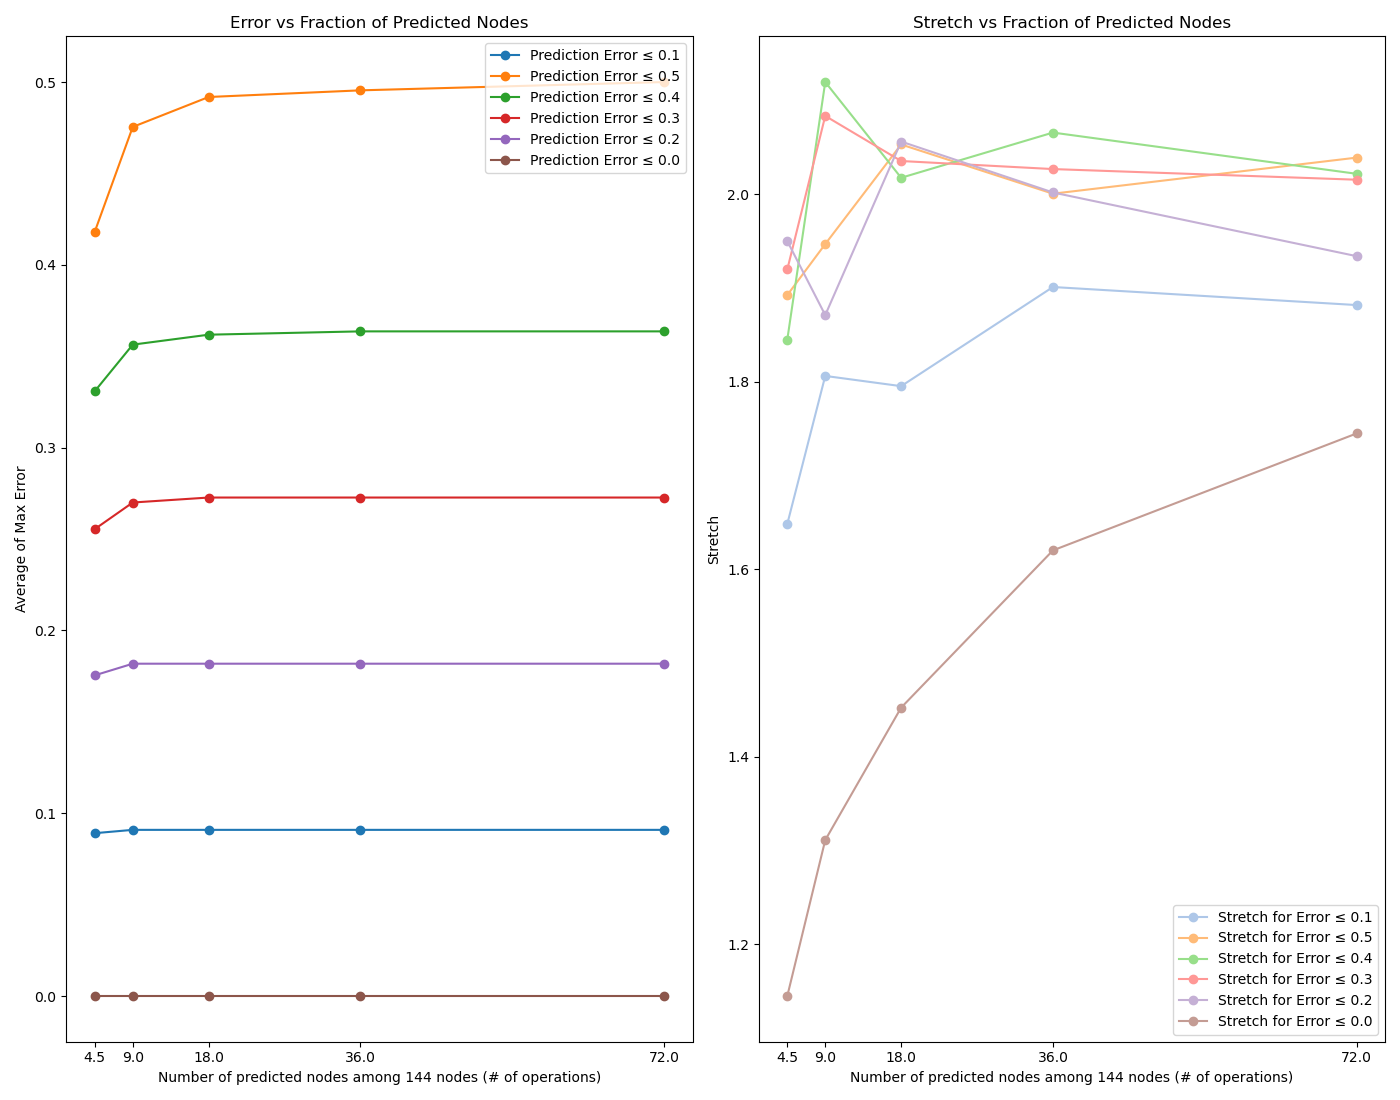 Error vs Fraction of Predicted Nodes
Prediction Error ≤ 0.1
Prediction Error ≤ 0.5
Prediction Error ≤ 0.4
Prediction Error ≤ 0.3
Prediction Error ≤ 0.2
Prediction Error ≤ 0.0
0.5
0.4
0.3
0.2
0.1
0.0
Average of Max Error
4.5 9.0 18.0 36.0 72.0
Number of predicted nodes among 144 nodes (# of operations)
Stretch vs Fraction of Predicted Nodes
2.0
1.8
1.6
1.4
1.2
Stretch
Stretch for Error ≤ 0.1
Stretch for Error ≤ 0.5
Stretch for Error ≤ 0.4
Stretch for Error ≤ 0.3
Stretch for Error ≤ 0.2
Stretch for Error ≤ 0.0
4.5 9.0 18.0 36.0 72.0
Number of predicted nodes among 144 nodes (# of operations)